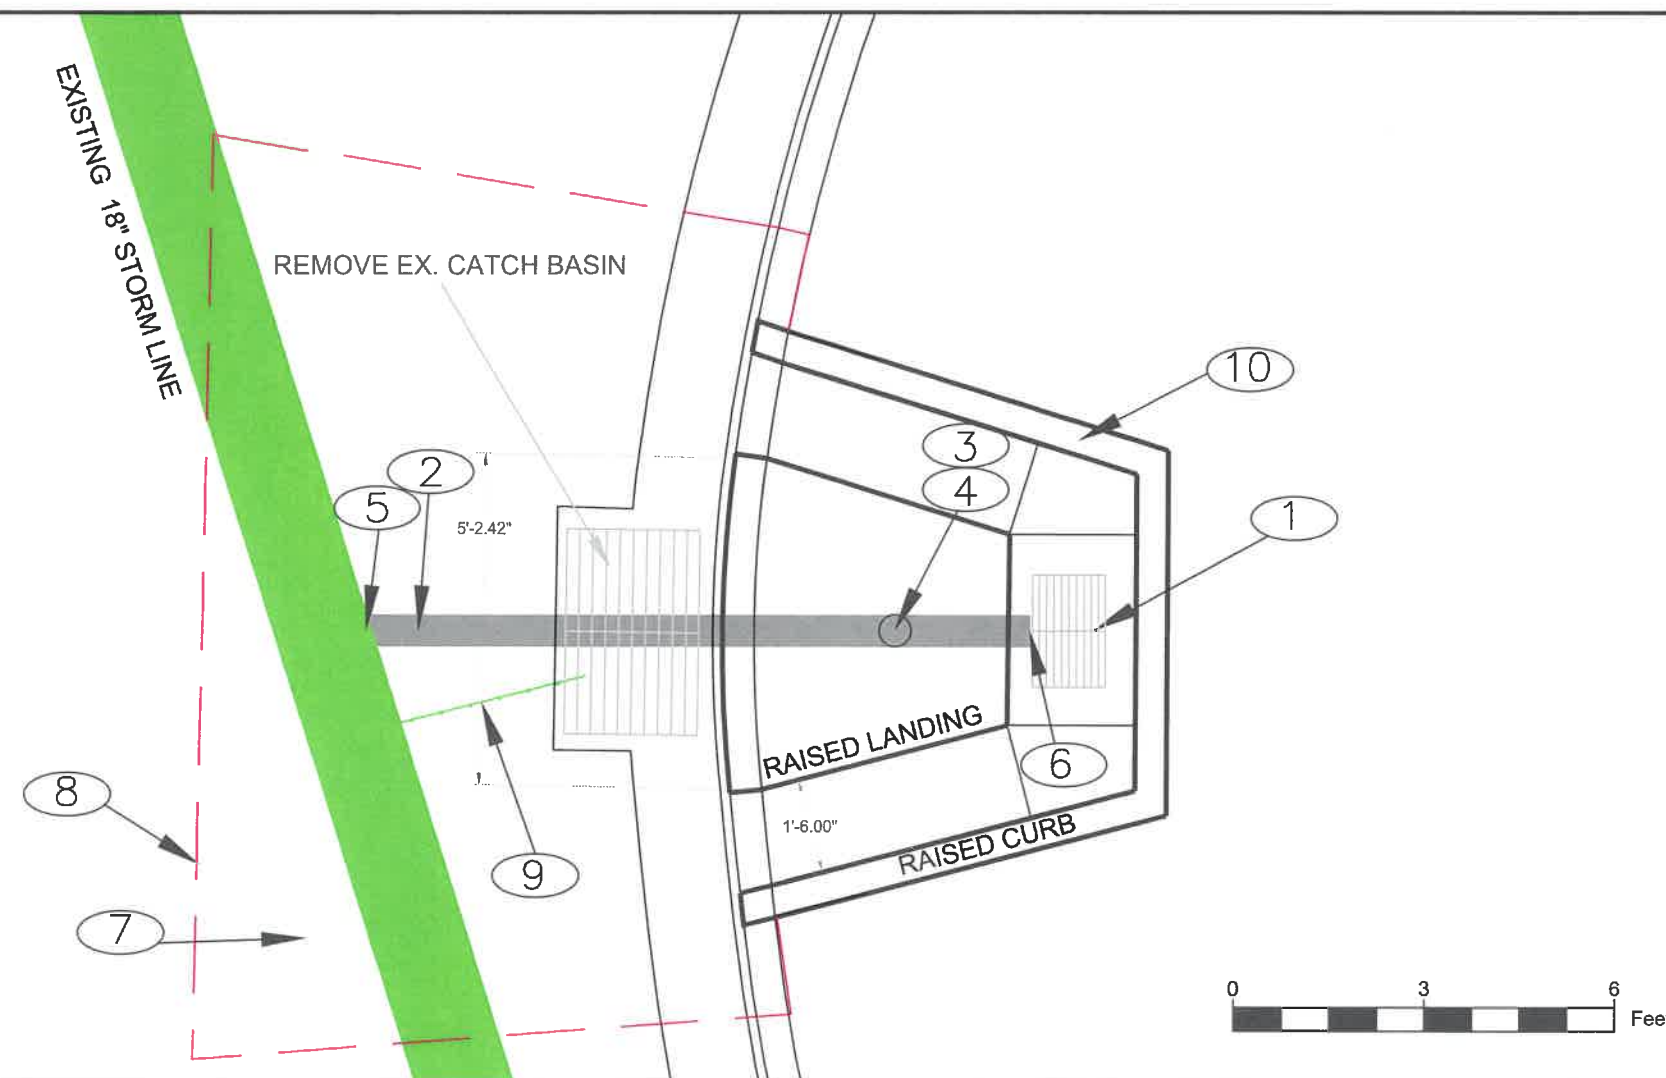 EXISTING 18" STORM LINE
REMOVE EX. CATCH BASIN
10
3
2
4
5
1
5'-2.42"
RAISED LANDING
6
8
1'-6.00"
RAISED CURB
9
7
0 3 6
Fee